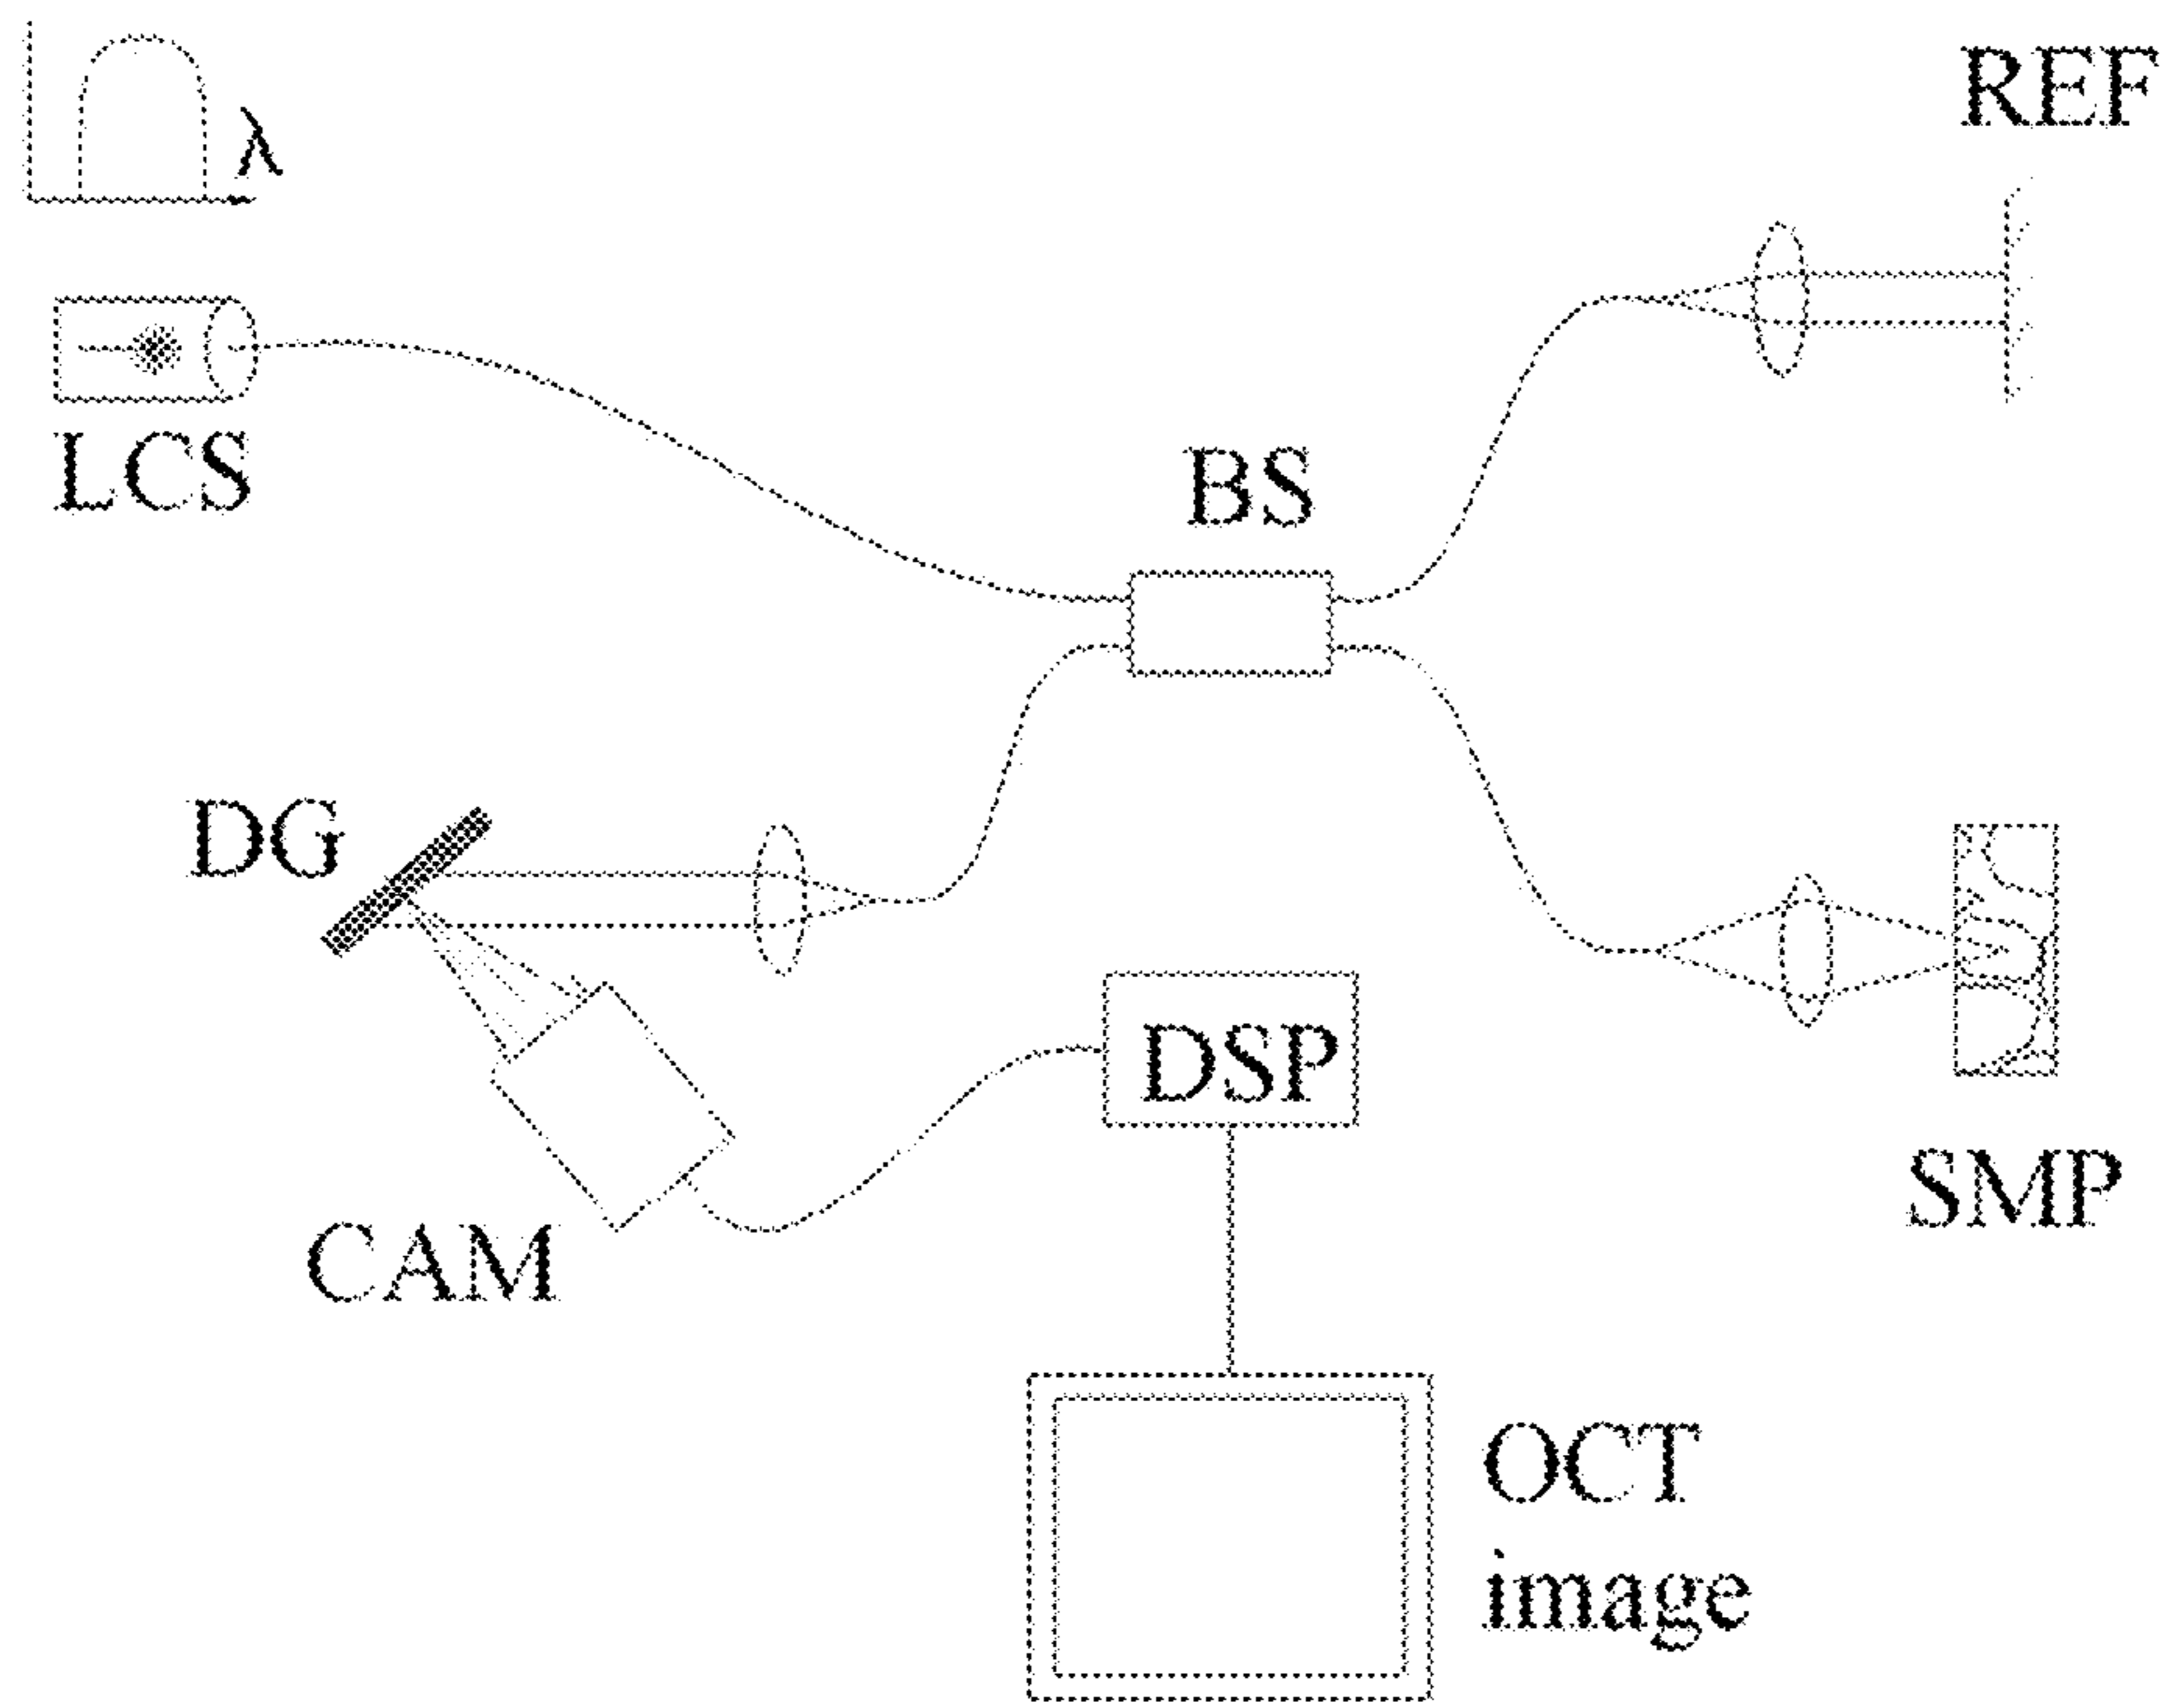 λ
REF
LCS
BS
DG
DSP
SMP
CAM
OCT
image